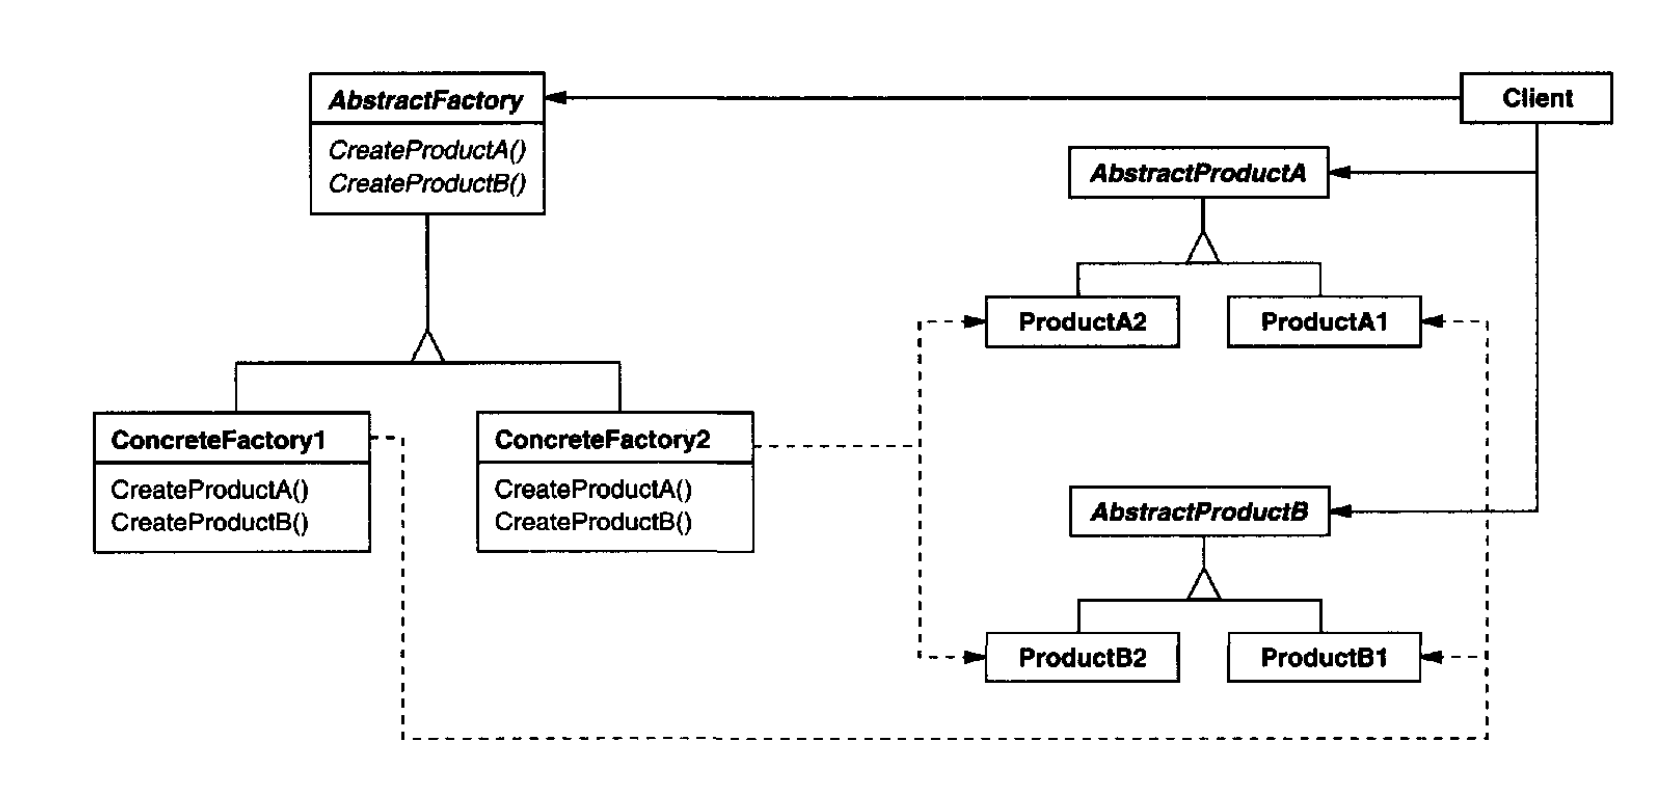 AbstractFactory
CreateProductA()
CreateProductB()
Client
AbstractProductA
ProductA2
ProductA1
ConcreteFactory1
CreateProductA()
CreateProductB()
ConcreteFactory2
CreateProductA()
CreateProductB()
AbstractProductB
ProductB2
ProductB1